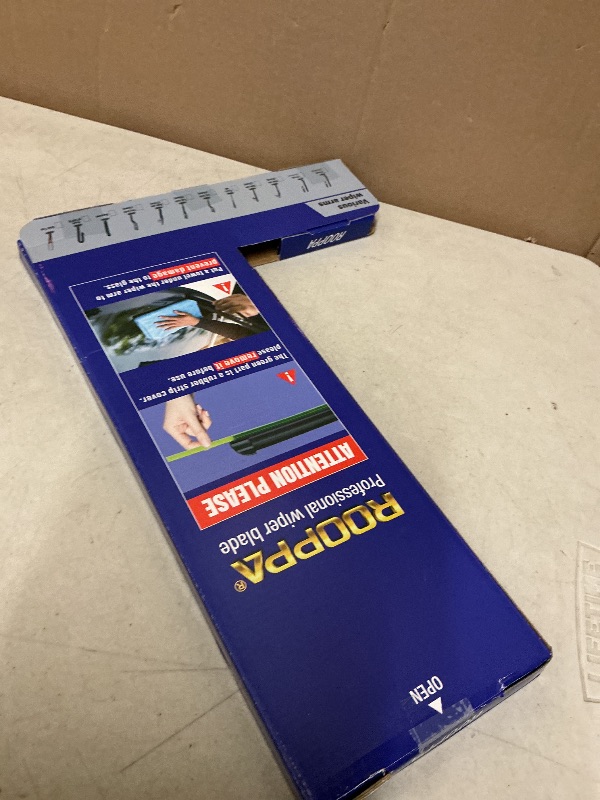 OPEN
ROOPPA®
Professional wiper blade
ATTENTION PLEASE
The green part is a rubber strip cover.
please remove it before use.
Put a towel under the wiper arm to
prevent damage to the glass.
ROOPPA
Various
wiper arms
LIFETIME